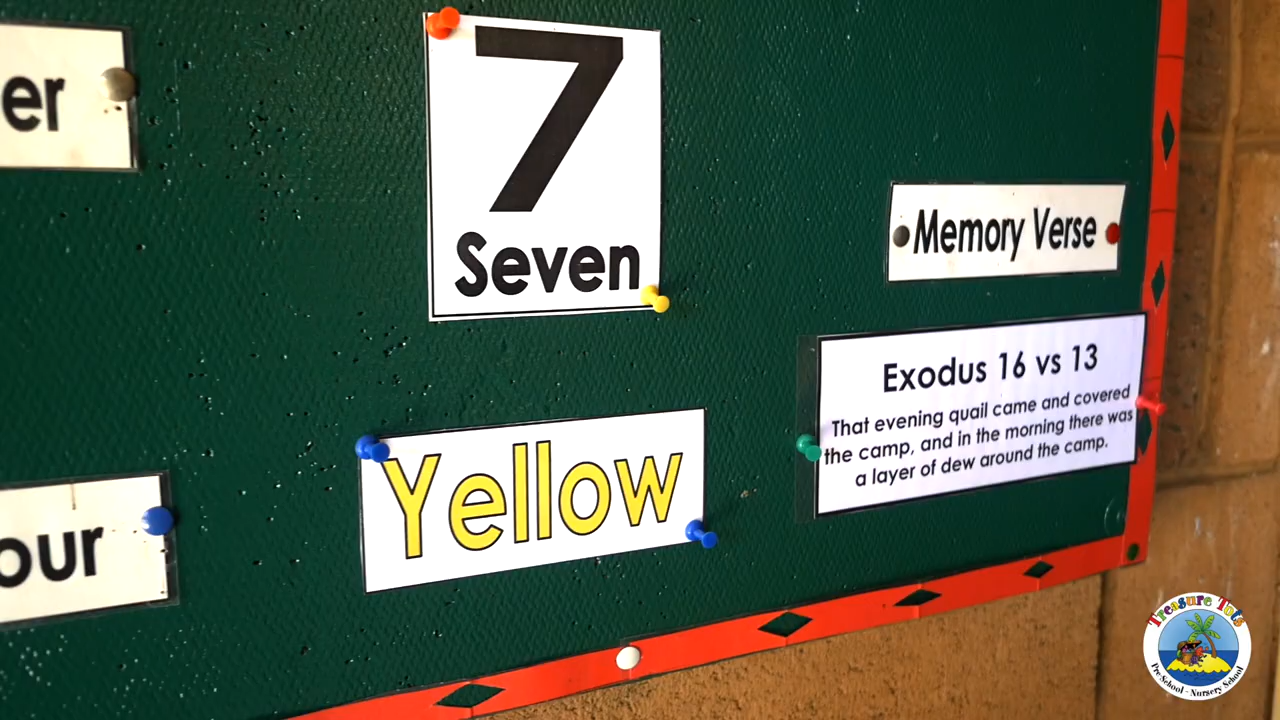 er
7
Seven
Memory Verse
Exodus 16 vs 13
That evening quail came and covered
the camp, and in the morning there was
a layer of dew around the camp.
Yellow
our
Treasure Tots
Pre School - Nursery School